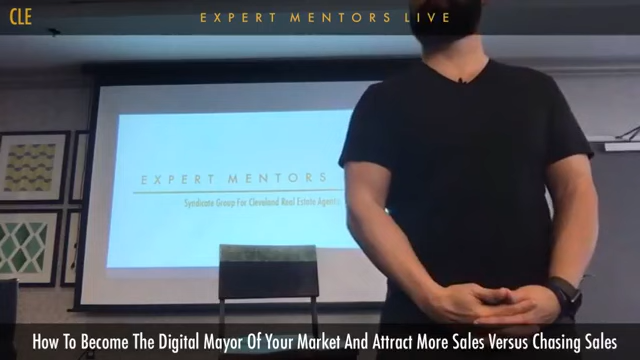 CLE
EXPERT MENTORS LIVE
EXPERT MENTORS
Syndicate Group For Cleveland Real Estate Agents
How To Become The Digital Mayor Of Your Market And Attract More Sales Versus Chasing Sales